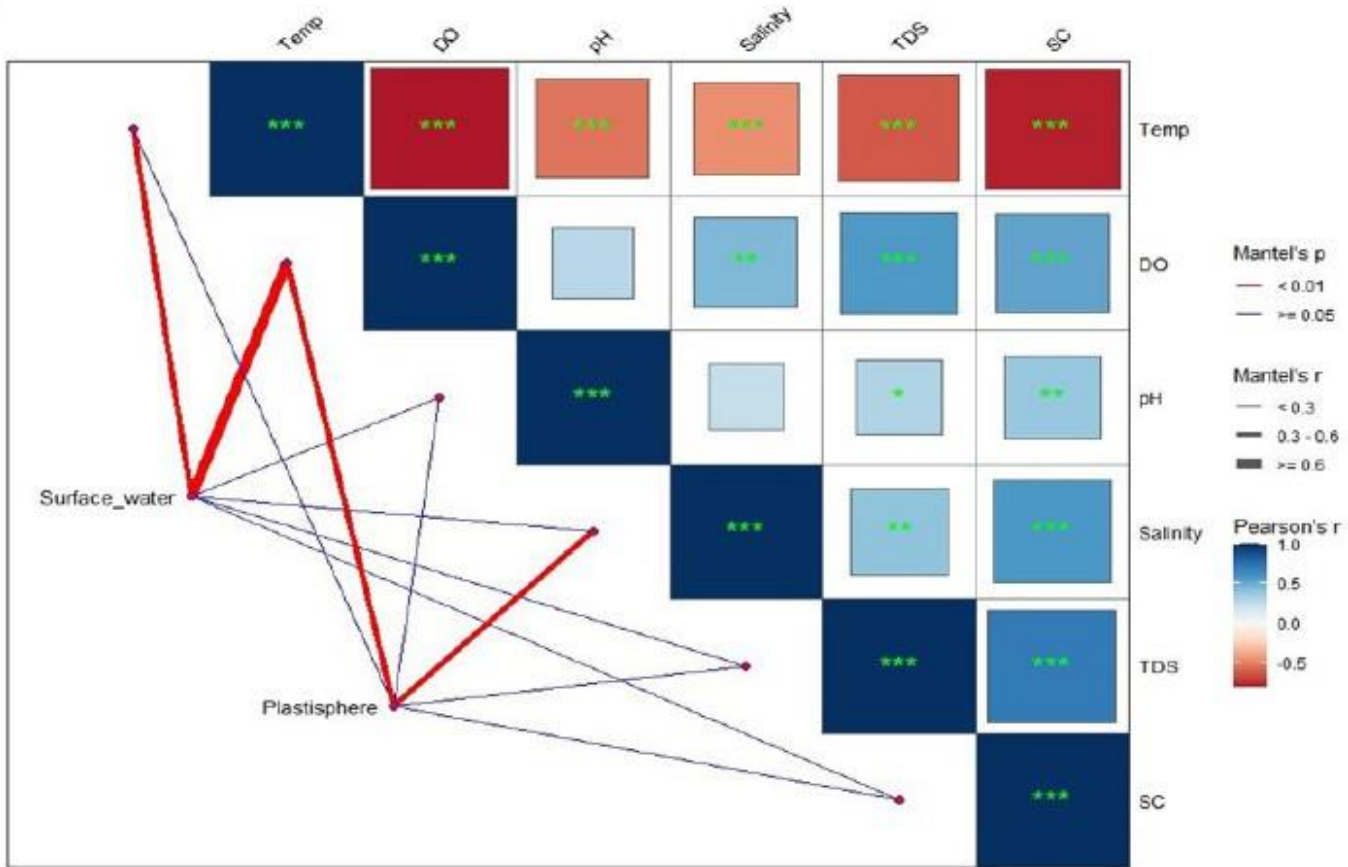 Temp DO pH Salinity TDS SC
*** *** *** *** *** *** Temp
*** ** *** *** DO
*** * ** pH
*** ** *** Salinity
*** *** TDS
*** SC
Surface_water
Plastisphere
Mantel's p
< 0.01
>= 0.05
Mantel's r
< 0.3
0.3 - 0.6
>= 0.6
Pearson's r
1.0
0.5
0.0
-0.5